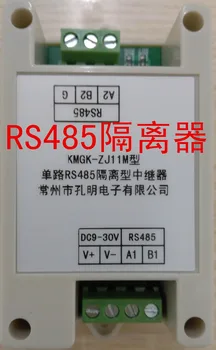 A2 B2 G
RS485
RS485隔离器
KMGK-ZJ11M型
单路RS485隔离型中继器
常州市孔明电子有限公司
DC9-30V RS485
V+ V- A1 B1